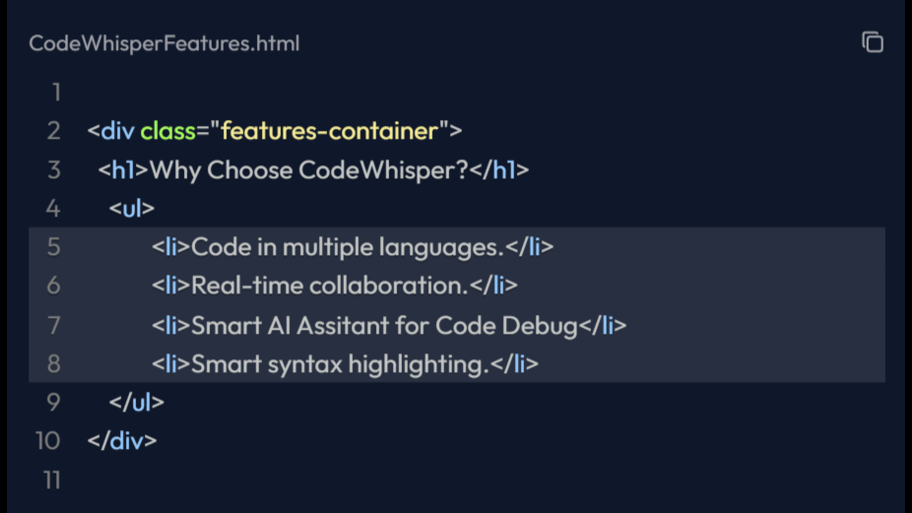 CodeWhisperFeatures.html
1
2 <div class="features-container">
3 <h1>Why Choose CodeWhisper?</h1>
4 <ul>
5 <li>Code in multiple languages.</li>
6 <li>Real-time collaboration.</li>
7 <li>Smart AI Assitant for Code Debug</li>
8 <li>Smart syntax highlighting.</li>
9 </ul>
10 </div>
11